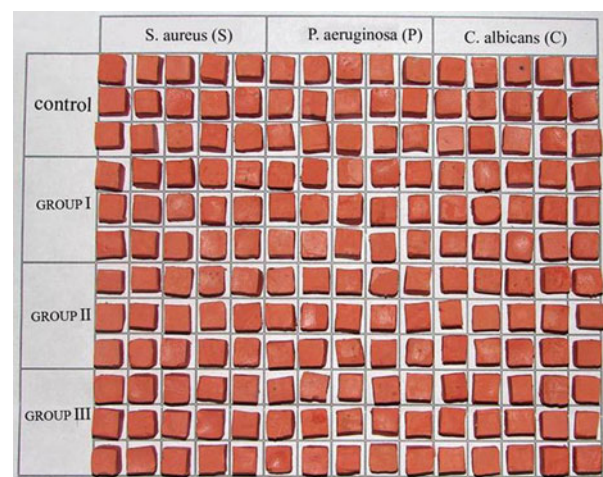 S. aureus (S) P. aeruginosa (P) C. albicans (C)
control
GROUP I
GROUP II
GROUP III